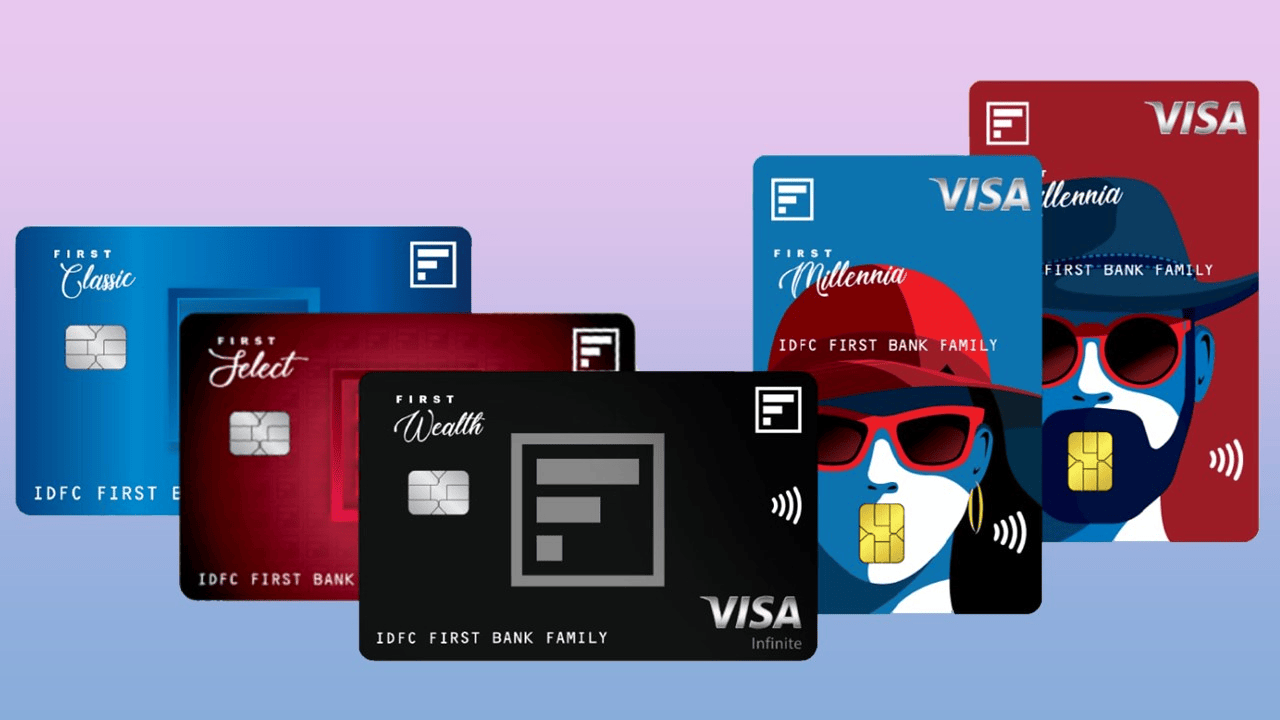 FIRST
Classic
IDFC FIRST
FIRST
Select
IDFC FIRST BANK
FIRST
Wealth
VISA
Infinite
IDFC FIRST BANK FAMILY
VISA
FIRST
Millennia
IDFC FIRST BANK FAMILY
VISA
FIRST BANK FAMILY